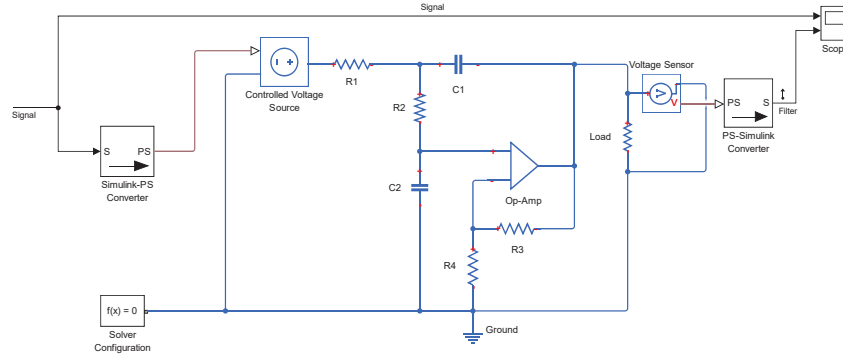 Signal
Scop
Voltage Sensor
Controlled Voltage
Source
R1
C1
R2
V
PS S
Filter
PS-Simulink
Converter
Signal
S PS
Simulink-PS
Converter
Load
C2
Op-Amp
R3
R4
f(x) = 0
Solver
Configuration
Ground